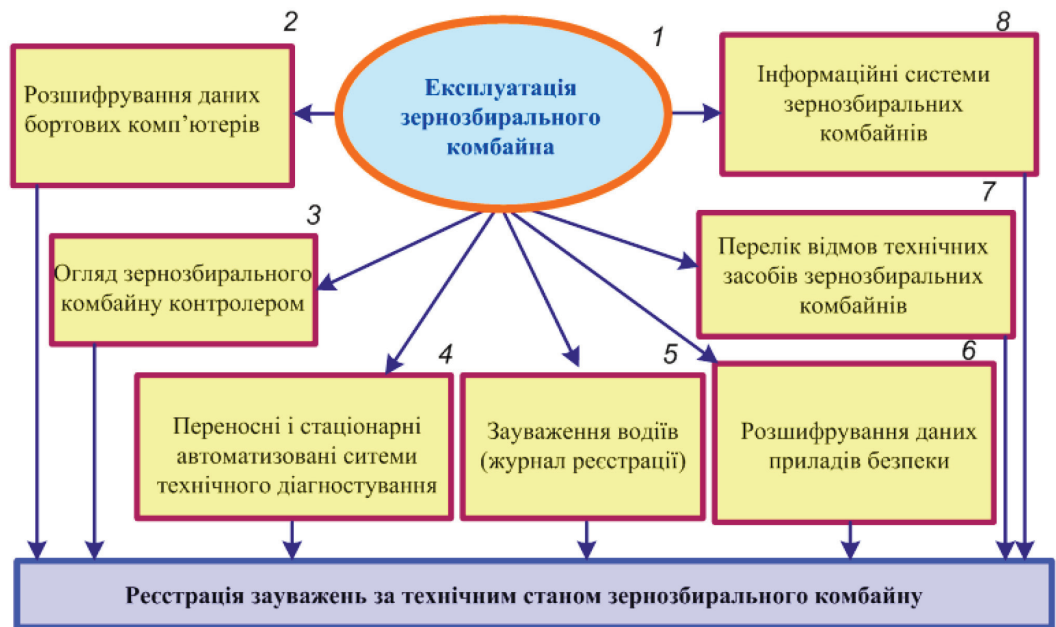 1
Експлуатація
зернозбирального
комбайна
2
Розшифрування даних
бортових комп’ютерів
3
Огляд зернозбирального
комбайну контролером
4
Переносні і стаціонарні
автоматизовані ситеми
технічного діагностування
5
Зауваження водіїв
(журнал реєстрації)
6
Розшифрування даних
приладів безпеки
7
Перелік відмов технічних
засобів зернозбиральних
комбайнів
8
Інформаційні системи
зернозбиральних
комбайнів
Реєстрація зауважень за технічним станом зернозбирального комбайну